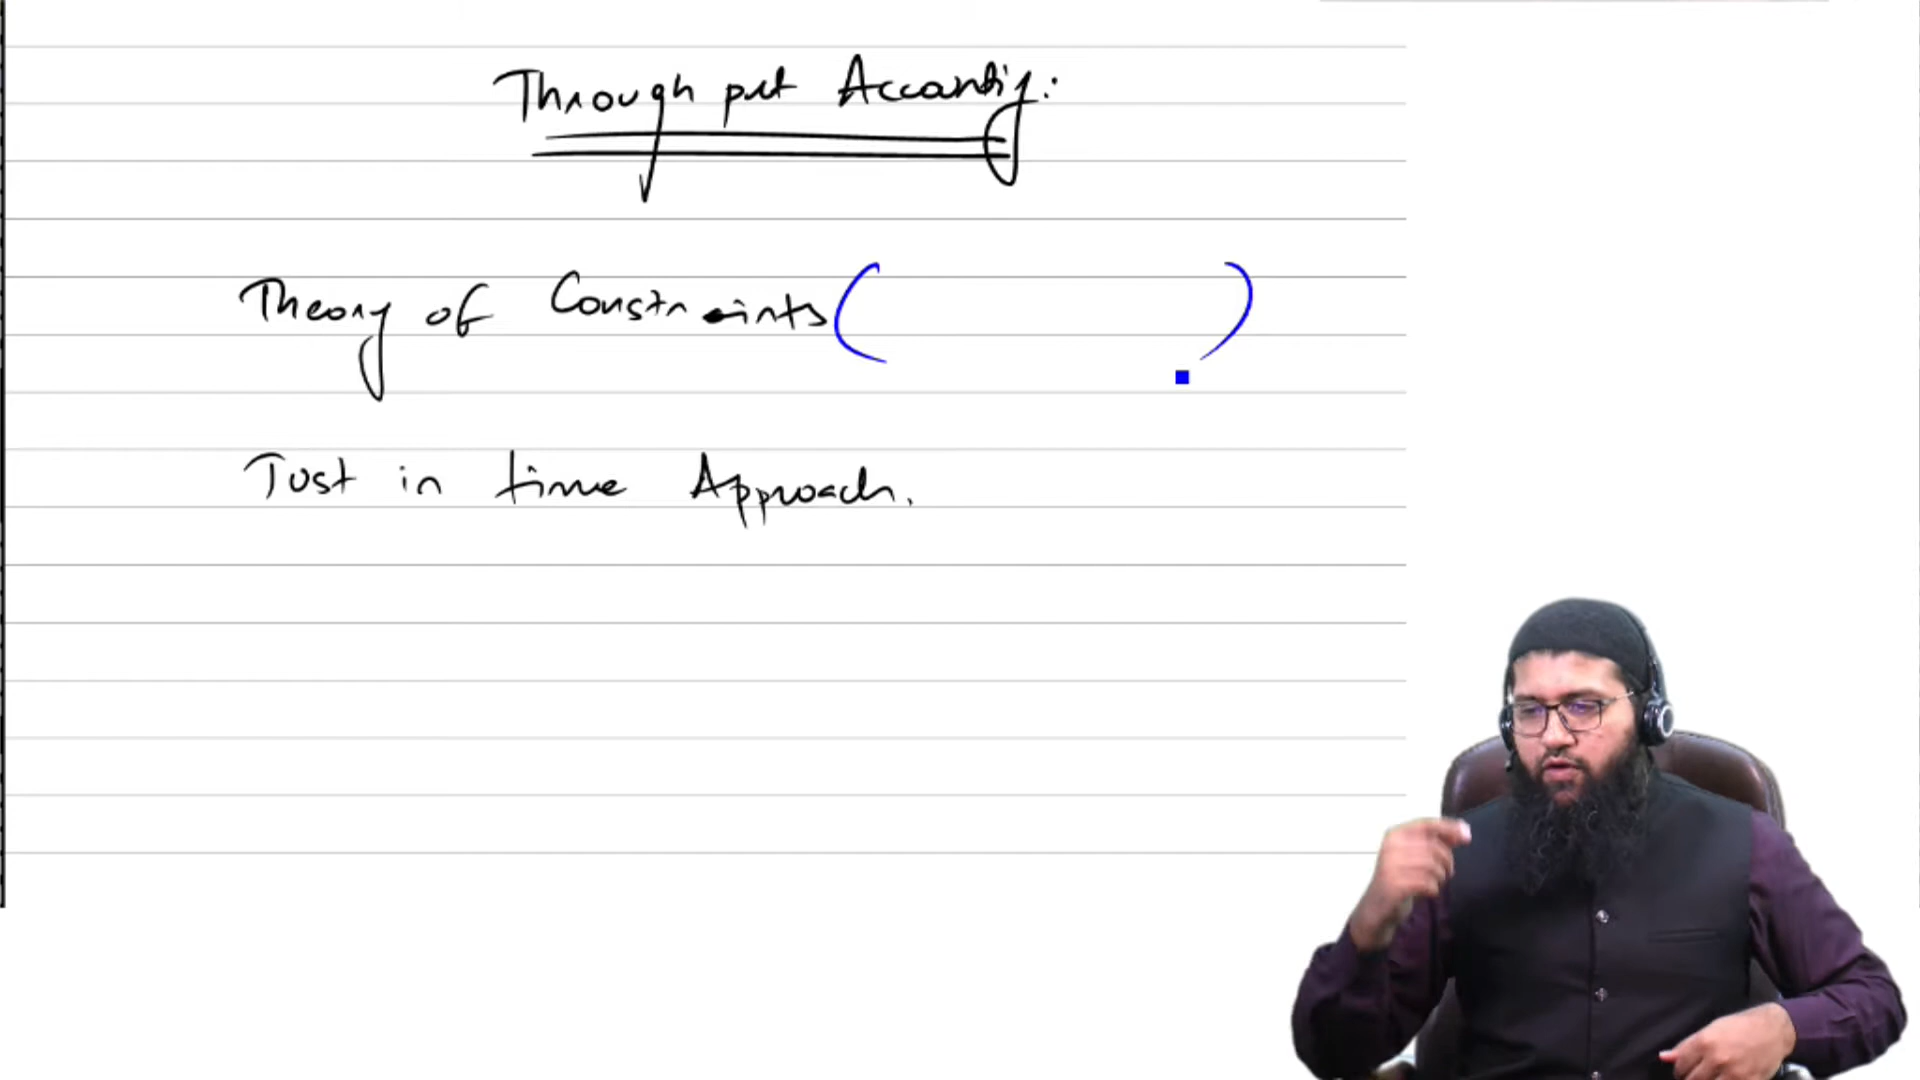 Through put Accounting:
Theory of Constraints (                    )
Just in time Approach.